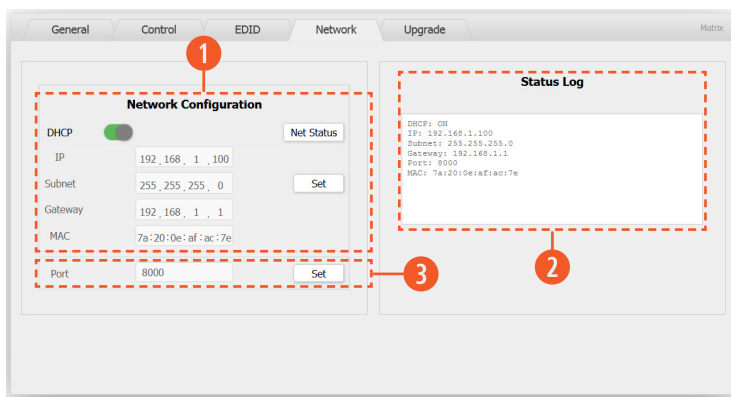 General Control EDID Network Upgrade Matrix
1
Network Configuration
DHCP Net Status
IP 192 . 168 . 1 . 100
Subnet 255 . 255 . 255 . 0 Set
Gateway 192 . 168 . 1 . 1
MAC 7a:20:0e:af:ac:7e
Port 8000 Set
3
Status Log
DHCP: ON
IP: 192.168.1.100
Subnet: 255.255.255.0
Gateway: 192.168.1.1
Port: 8000
MAC: 7a:20:0e:af:ac:7e
2